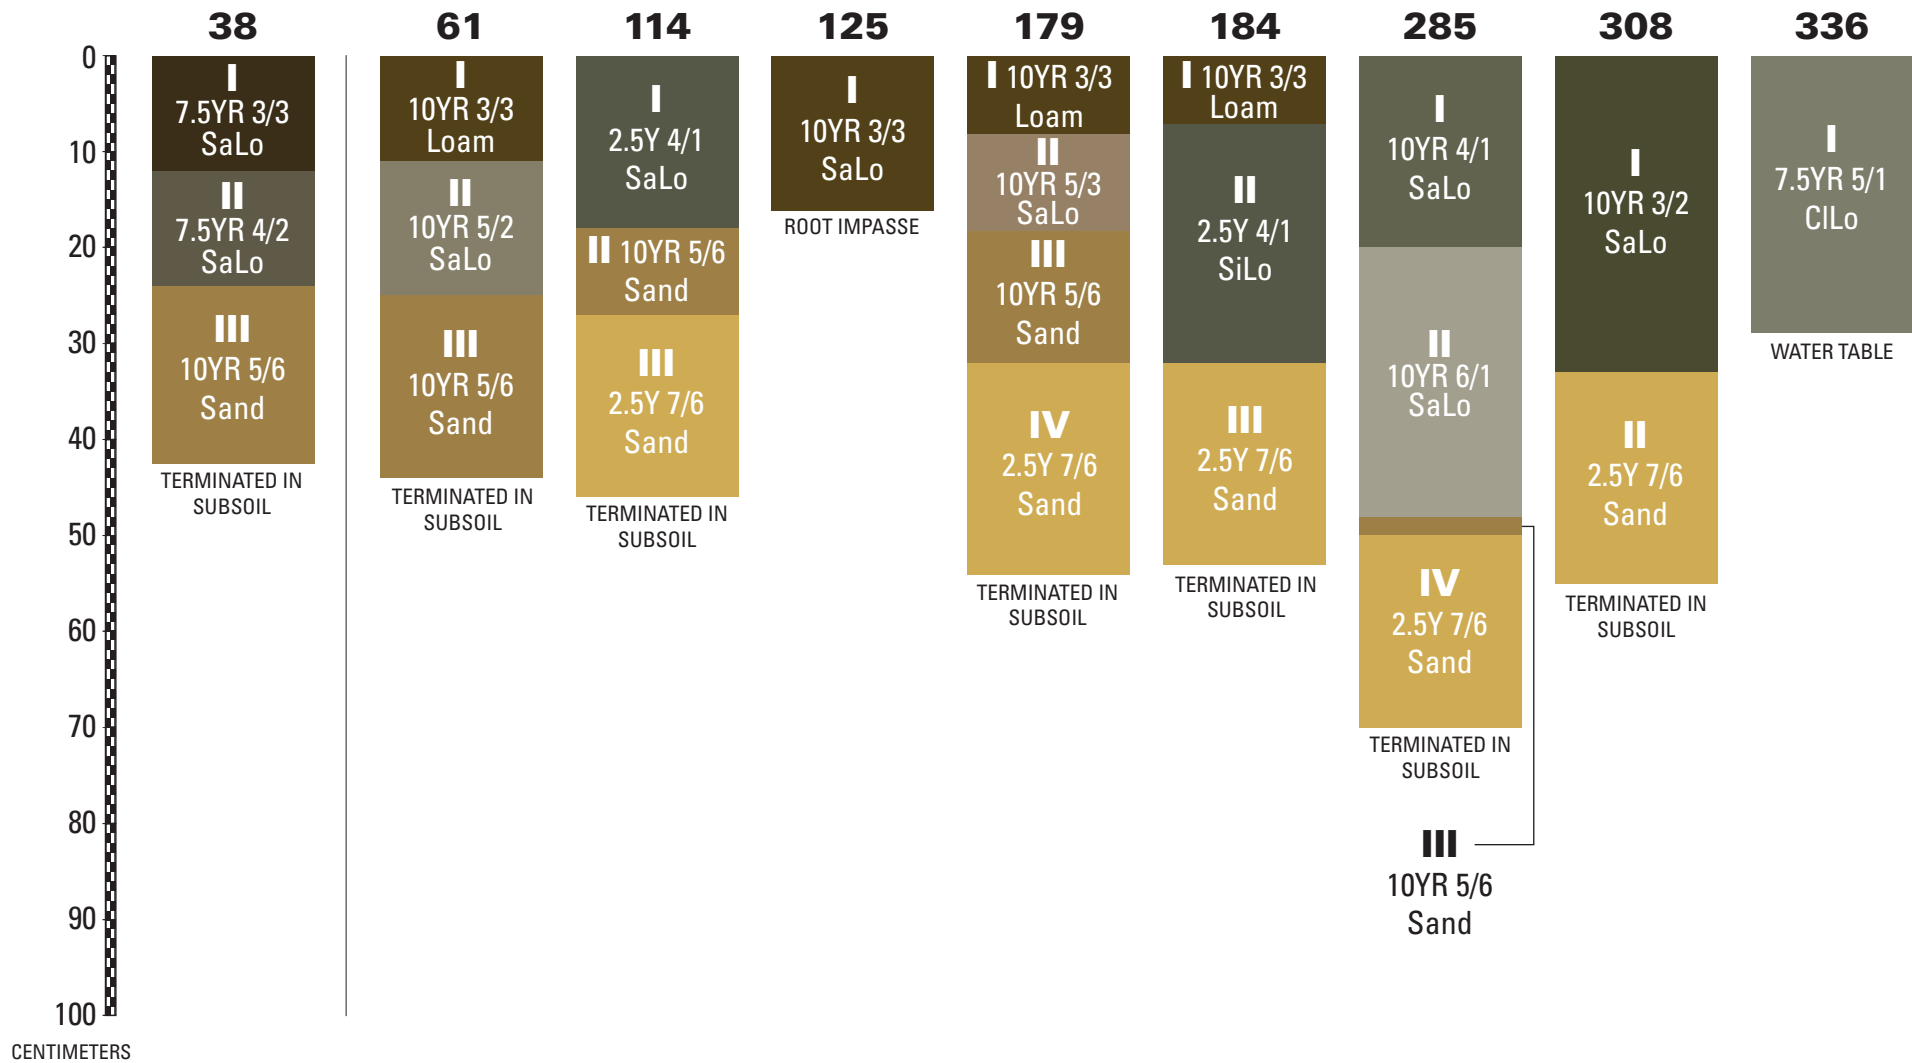 38
61
114
125
179
184
285
308
336
0
10
20
30
40
50
60
70
80
90
100
CENTIMETERS
I
7.5YR 3/3
SaLo
II
7.5YR 4/2
SaLo
III
10YR 5/6
Sand
TERMINATED IN
SUBSOIL
I
10YR 3/3
Loam
II
10YR 5/2
SaLo
III
10YR 5/6
Sand
TERMINATED IN
SUBSOIL
I
2.5Y 4/1
SaLo
II 10YR 5/6
Sand
III
2.5Y 7/6
Sand
TERMINATED IN
SUBSOIL
I
10YR 3/3
SaLo
ROOT IMPASSE
I 10YR 3/3
Loam
II
10YR 5/3
SaLo
III
10YR 5/6
Sand
IV
2.5Y 7/6
Sand
TERMINATED IN
SUBSOIL
I 10YR 3/3
Loam
II
2.5Y 4/1
SiLo
III
2.5Y 7/6
Sand
TERMINATED IN
SUBSOIL
I
10YR 4/1
SaLo
II
10YR 6/1
SaLo
IV
2.5Y 7/6
Sand
TERMINATED IN
SUBSOIL
III
10YR 5/6
Sand
I
10YR 3/2
SaLo
II
2.5Y 7/6
Sand
TERMINATED IN
SUBSOIL
I
7.5YR 5/1
ClLo
WATER TABLE